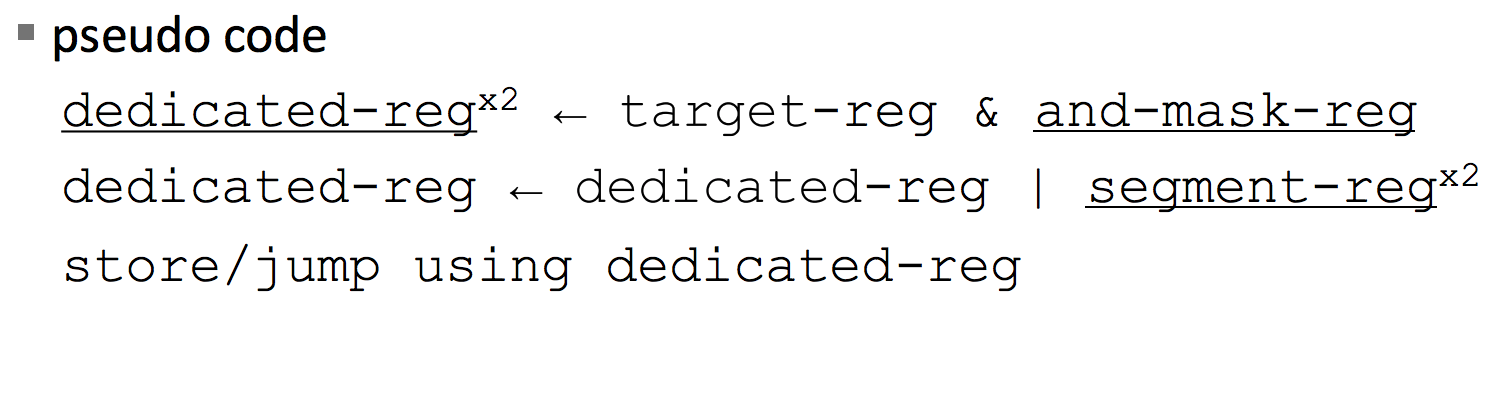 ▪ pseudo code
dedicated-regx2 ← target-reg & and-mask-reg
dedicated-reg ← dedicated-reg | segment-regx2
store/jump using dedicated-reg